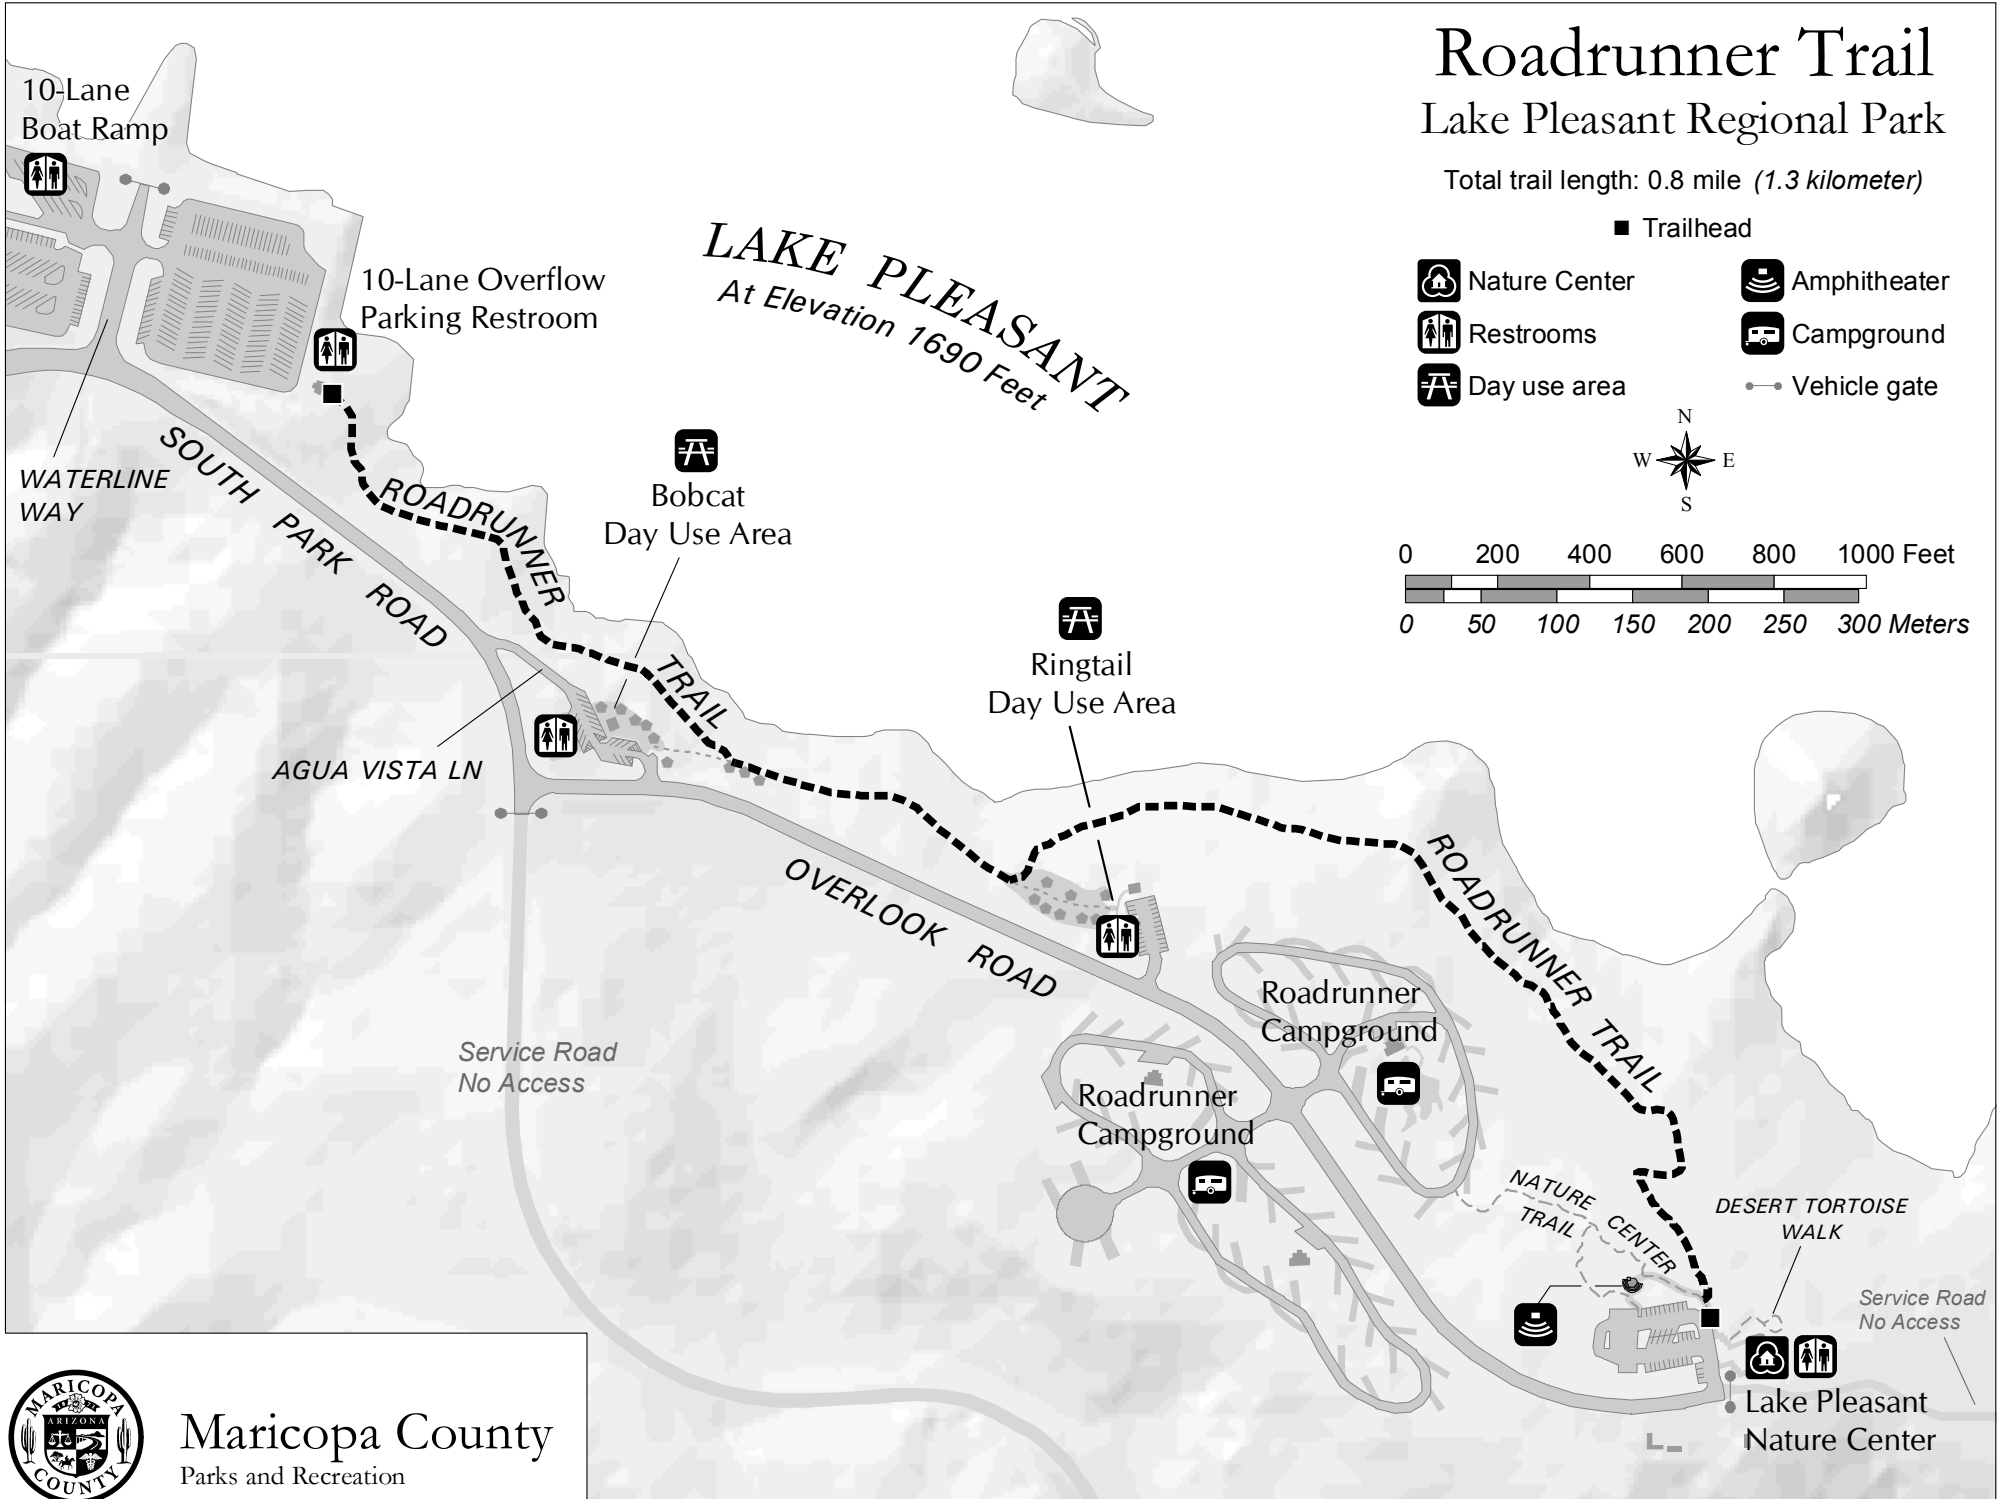 Roadrunner Trail
Lake Pleasant Regional Park
Total trail length: 0.8 mile (1.3 kilometer)
Trailhead
Nature Center
Amphitheater
Restrooms
Campground
Day use area
Vehicle gate
N
W E
S
0 200 400 600 800 1000 Feet
0 50 100 150 200 250 300 Meters
10-Lane
Boat Ramp
10-Lane Overflow
Parking Restroom
LAKE PLEASANT
At Elevation 1690 Feet
WATERLINE
WAY
SOUTH PARK ROAD
ROADRUNNER TRAIL
Bobcat
Day Use Area
Ringtail
Day Use Area
AGUA VISTA LN
OVERLOOK ROAD
ROADRUNNER TRAIL
Roadrunner
Campground
Roadrunner
Campground
Service Road
No Access
NATURE CENTER
TRAIL
DESERT TORTOISE
WALK
Service Road
No Access
Lake Pleasant
Nature Center
MARICOPA
1871
ARIZONA
COUNTY
Maricopa County
Parks and Recreation